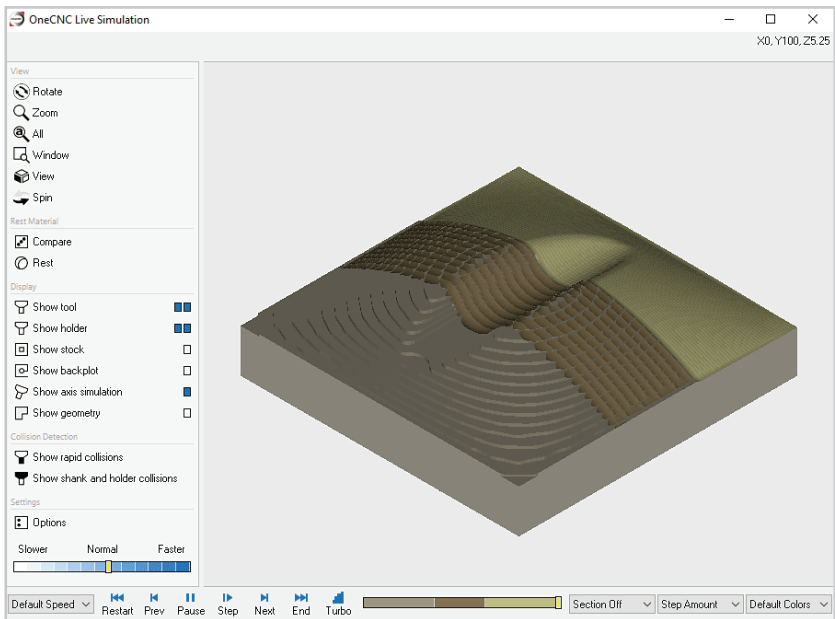 OneCNC Live Simulation
X0, Y100, Z5.25
View
Rotate
Zoom
All
Window
View
Spin
Rest Material
Compare
Rest
Display
Show tool
Show holder
Show stock
Show backplot
Show axis simulation
Show geometry
Collision Detection
Show rapid collisions
Show shank and holder collisions
Settings
Options
Slower Normal Faster
Default Speed Restart Prev Pause Step Next End Turbo Section Off Step Amount Default Colors